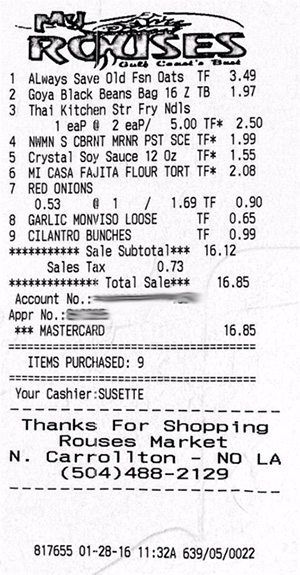 My
ROUSES
Gulf Coast's Best
1 ALways Save Old Fsn Oats TF 3.49
2 Goya Black Beans Bag 16 Z TB 1.97
3 Thai Kitchen Str Fry Ndls
1 eaP @ 2 eaP/ 5.00 TF* 2.50
4 NWMN S CBRNT MRNR PST SCE TF* 1.99
5 Crystal Soy Sauce 12 Oz TF* 1.55
6 MI CASA FAJITA FLOUR TORT TF* 2.08
7 RED ONIONS
0.53 @ 1 / 1.69 TF 0.90
8 GARLIC MONVISO LOOSE TF 0.65
9 CILANTRO BUNCHES TF 0.99
*********** Sale Subtotal*** 16.12
Sales Tax 0.73
************** Total Sale*** 16.85
Account No.:
Appr No.:
*** MASTERCARD 16.85
ITEMS PURCHASED: 9
Your Cashier:SUSETTE
Thanks For Shopping
Rouses Market
N. Carrollton - NO LA
(504)488-2129
817655 01-28-16 11:32A 639/05/0022